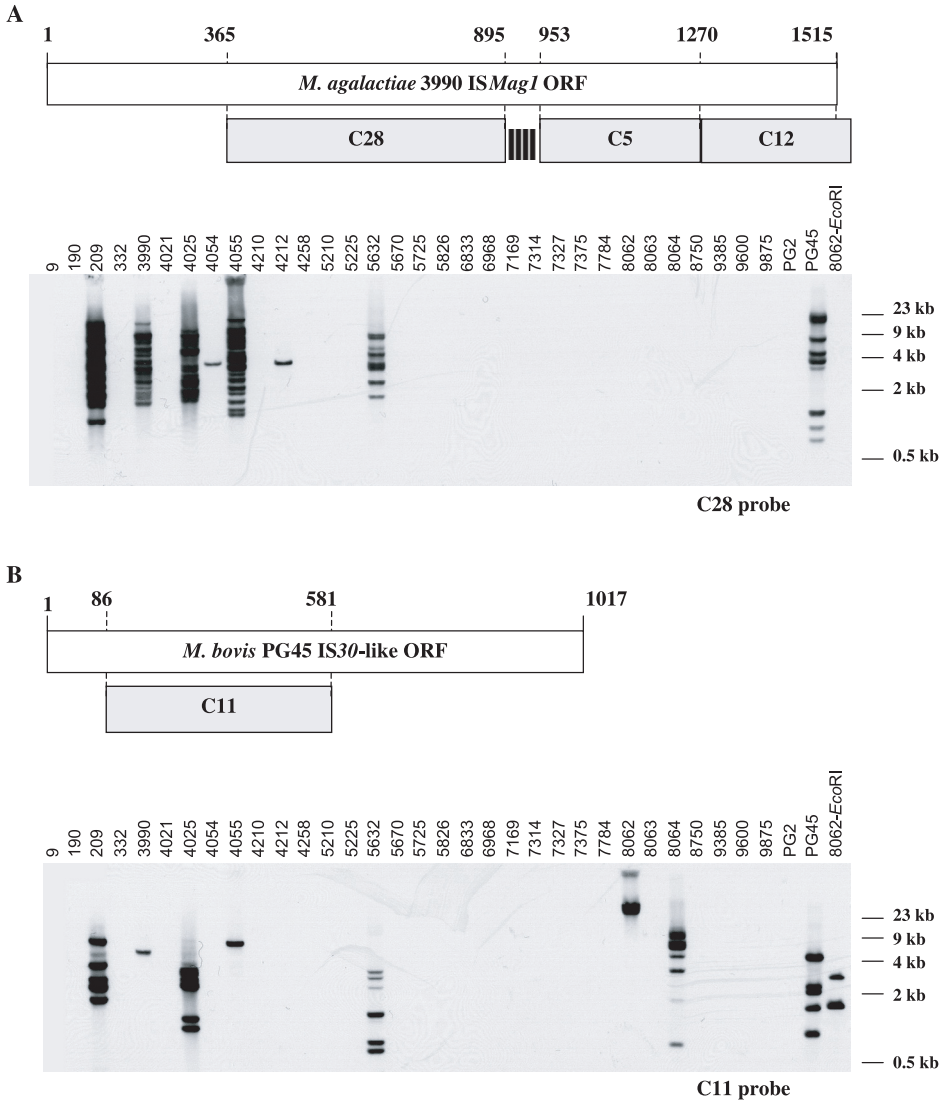 A
1 365 895 953 1270 1515
M. agalactiae 3990 ISMag1 ORF
C28 C5 C12
9 190 209 332 3990 4021 4025 4054 4055 4210 4212 4258 5210 5225 5632 5670 5725 5826 6833 6968 7169 7314 7327 7375 7784 8062 8063 8064 8750 9385 9600 9875 PG2 PG45 8062-EcoRI
23 kb
9 kb
4 kb
2 kb
0.5 kb
C28 probe
B
1 86 581 1017
M. bovis PG45 IS30-like ORF
C11
9 190 209 332 3990 4021 4025 4054 4055 4210 4212 4258 5210 5225 5632 5670 5725 5826 6833 6968 7169 7314 7327 7375 7784 8062 8063 8064 9385 9600 9875 PG2 PG45 8062-EcoRI
23 kb
9 kb
4 kb
2 kb
0.5 kb
C11 probe